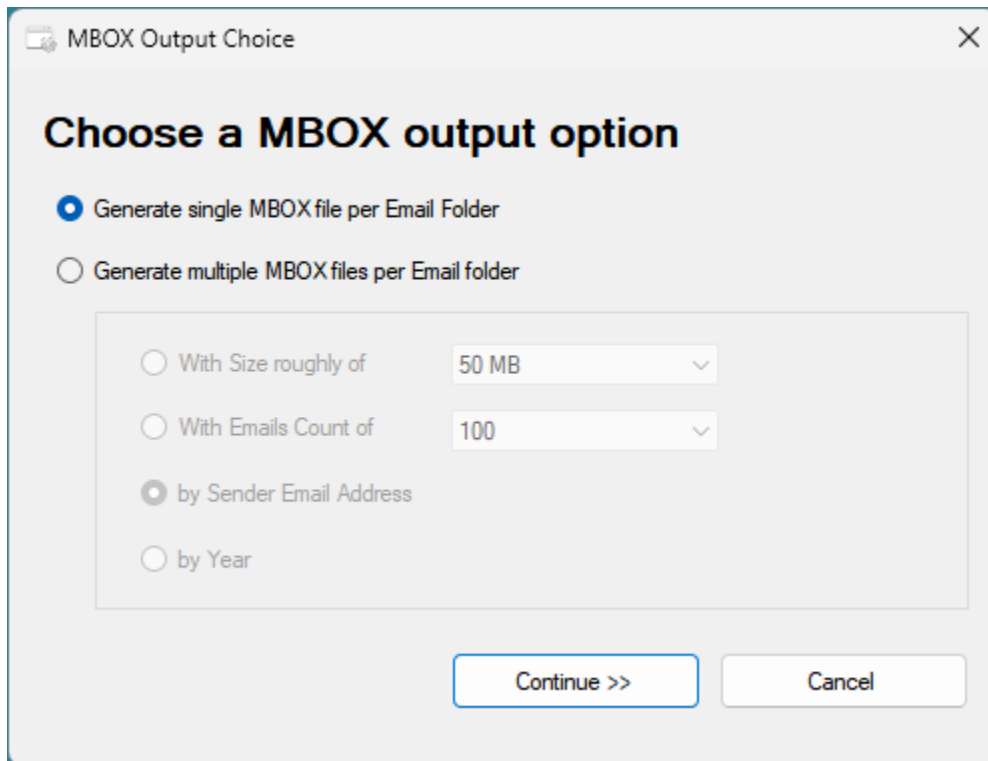 MBOX Output Choice
Choose a MBOX output option
Generate single MBOX file per Email Folder
Generate multiple MBOX files per Email folder
With Size roughly of 50 MB
With Emails Count of 100
by Sender Email Address
by Year
Continue >> Cancel